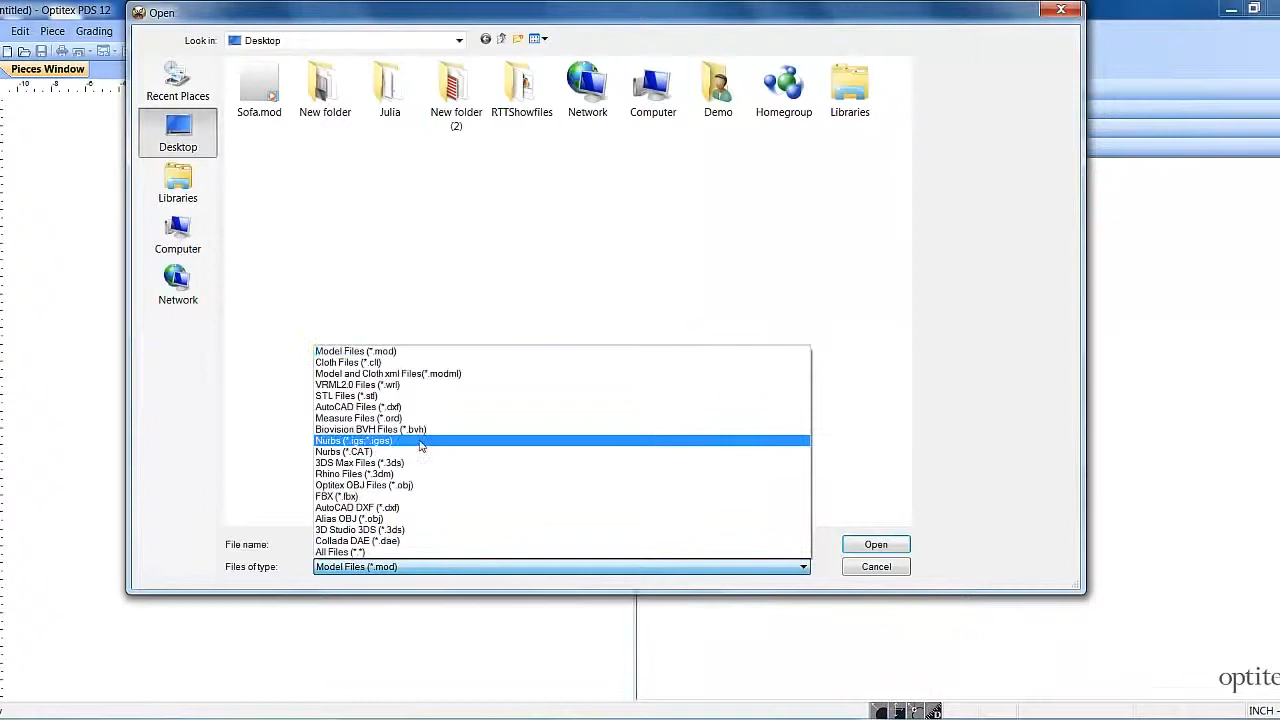 ntitled) - Optitex PDS 12
Open
Edit Piece Grading
Look in: Desktop
Pieces Window
Recent Places
Desktop
Libraries
Computer
Network
Sofa.mod New folder Julia New folder (2) RTTShowfiles Network Computer Demo Homegroup Libraries
Model Files (*.mod)
Cloth Files (*.cll)
Model and Cloth xml Files(*.modml)
VRML2.0 Files (*.wrl)
STL Files (*.stl)
AutoCAD Files (*.dxf)
Measure Files (*.ord)
Biovision BVH Files (*.bvh)
Nurbs (*.igs;*.iges)
Nurbs (*.CAT)
3DS Max Files (*.3ds)
Rhino Files (*.3dm)
Optitex OBJ Files (*.obj)
FBX (*.fbx)
AutoCAD DXF (*.dxf)
Alias OBJ (*.obj)
3D Studio 3DS (*.3ds)
Collada DAE (*.dae)
All Files (*.*)
File name: Open
Files of type: Model Files (*.mod) Cancel
optite
INCH -